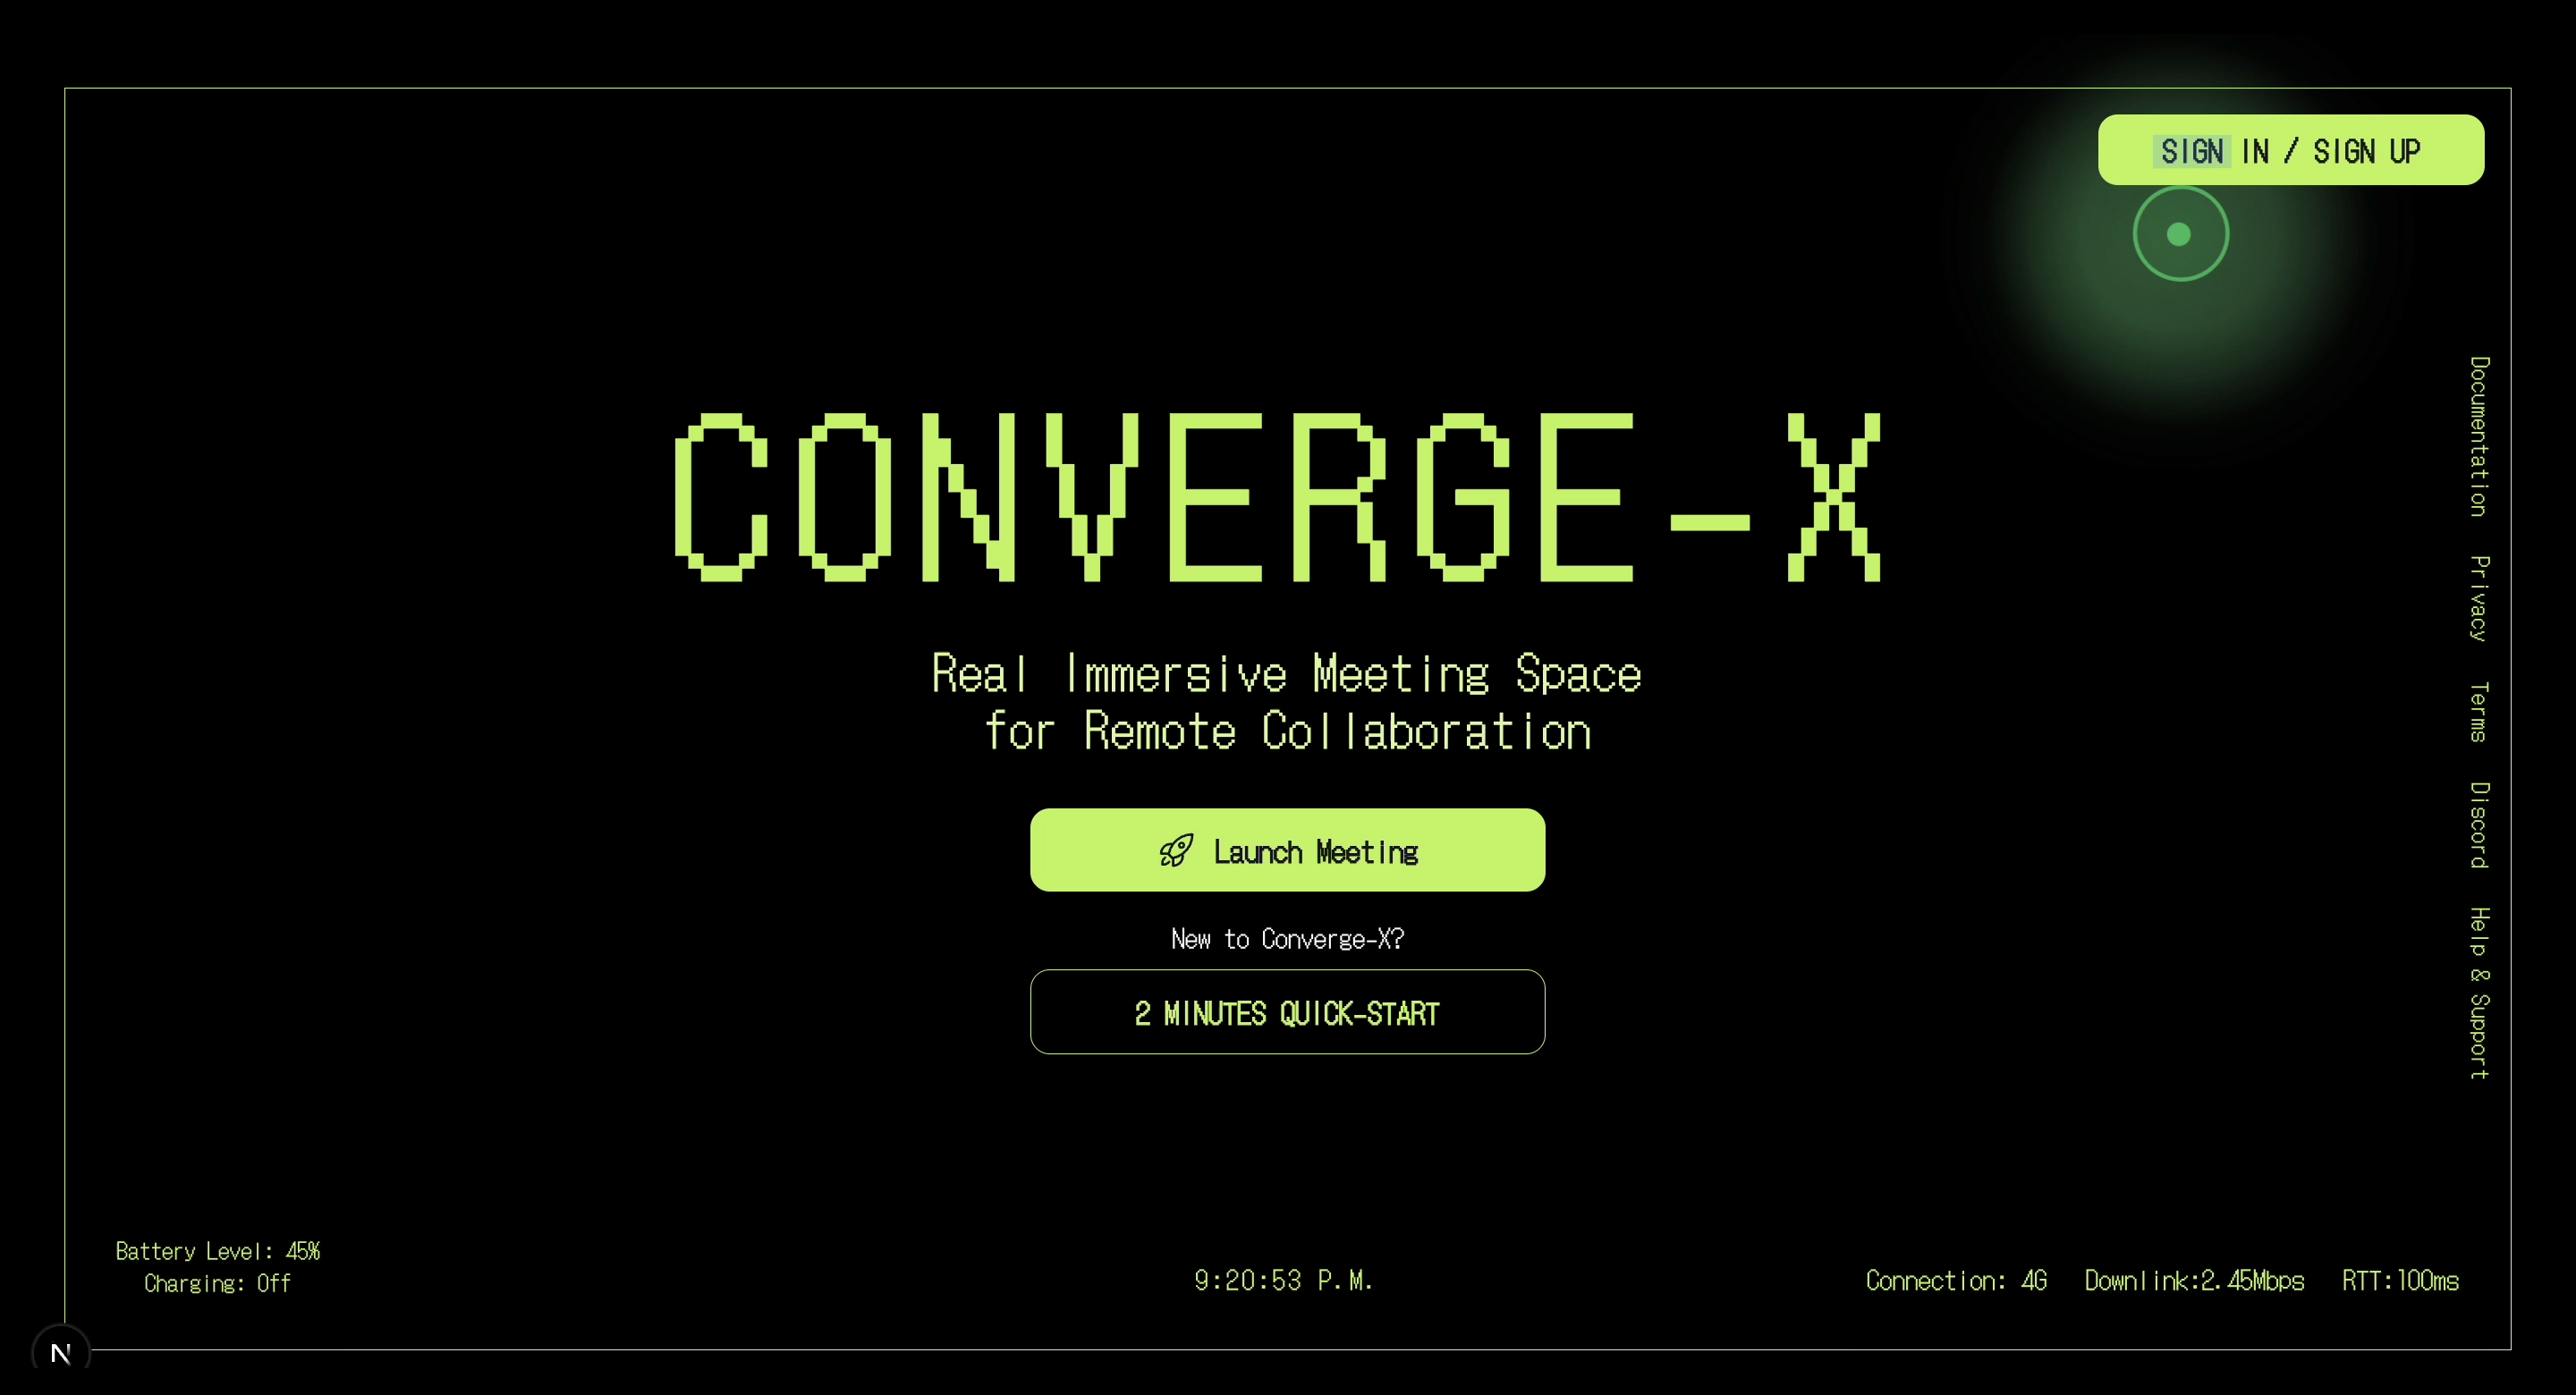 SIGN IN / SIGN UP
CONVERGE-X
Real Immersive Meeting Space
for Remote Collaboration
Launch Meeting
New to Converge-X?
2 MINUTES QUICK-START
Documentation
Privacy
Terms
Discord
Help & Support
Battery Level: 45%
Charging: Off
9:20:53 P.M.
Connection: 4G
Downlink:2.45Mbps
RTT:100ms
N